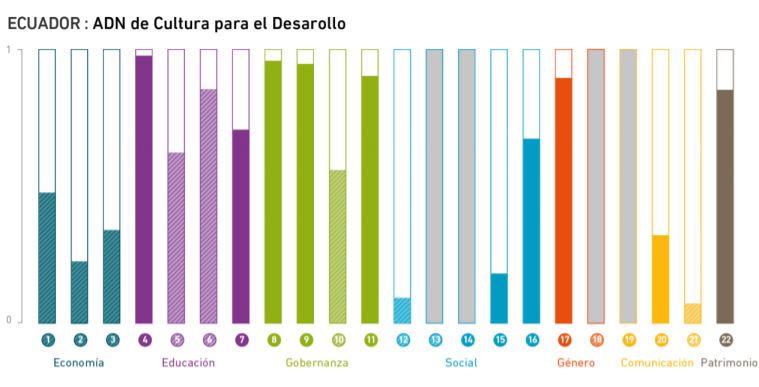 ECUADOR : ADN de Cultura para el Desarollo
1
0
1 2 3 4 5 6 7 8 9 10 11 12 13 14 15 16 17 18 19 20 21 22
Economía Educación Gobernanza Social Género Comunicación Patrimonio